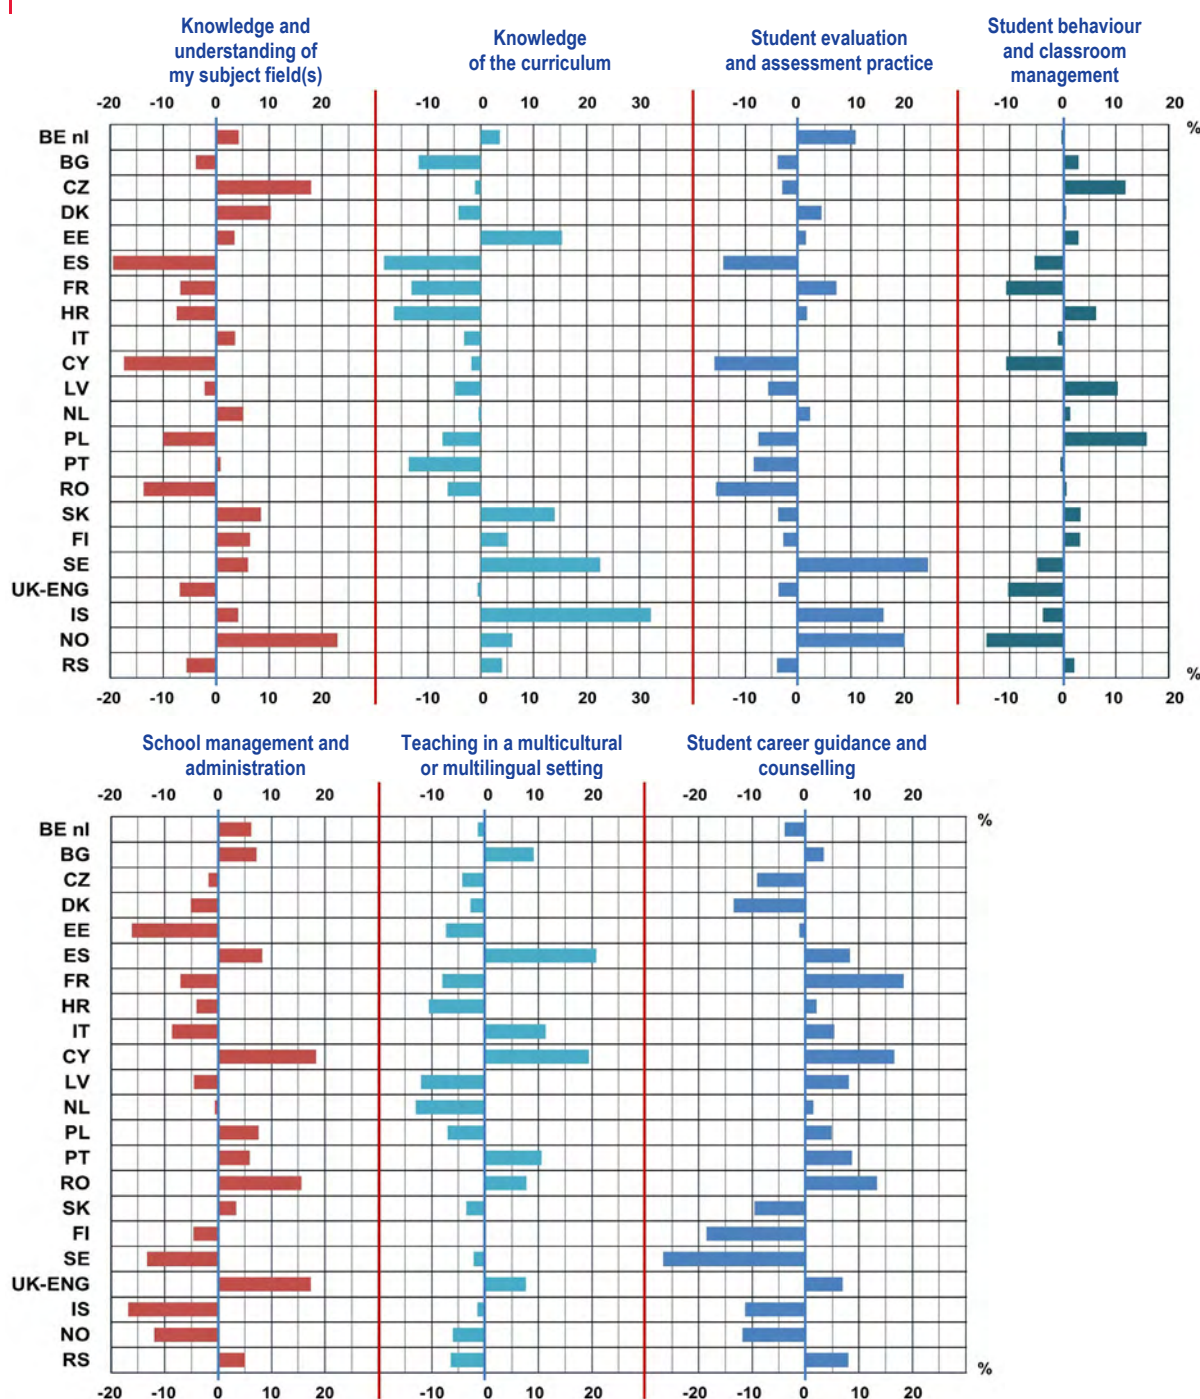 Knowledge and
understanding of
my subject field(s)
Knowledge
of the curriculum
Student evaluation
and assessment practice
Student behaviour
and classroom
management
-20 -10 0 10 20 -10 0 10 20 30 -10 0 10 20 -10 0 10 20
%
BE nl
BG
CZ
DK
EE
ES
FR
HR
IT
CY
LV
NL
PL
PT
RO
SK
FI
SE
UK-ENG
IS
NO
RS
%
-20 -10 0 10 20 -10 0 10 20 30 -10 0 10 20 -10 0 10 20
School management and
administration
Teaching in a multicultural
or multilingual setting
Student career guidance and
counselling
-20 -10 0 10 20 -10 0 10 20 -20 -10 0 10 20
%
BE nl
BG
CZ
DK
EE
ES
FR
HR
IT
CY
LV
NL
PL
PT
RO
SK
FI
SE
UK-ENG
IS
NO
RS
%
-20 -10 0 10 20 -10 0 10 20 -20 -10 0 10 20